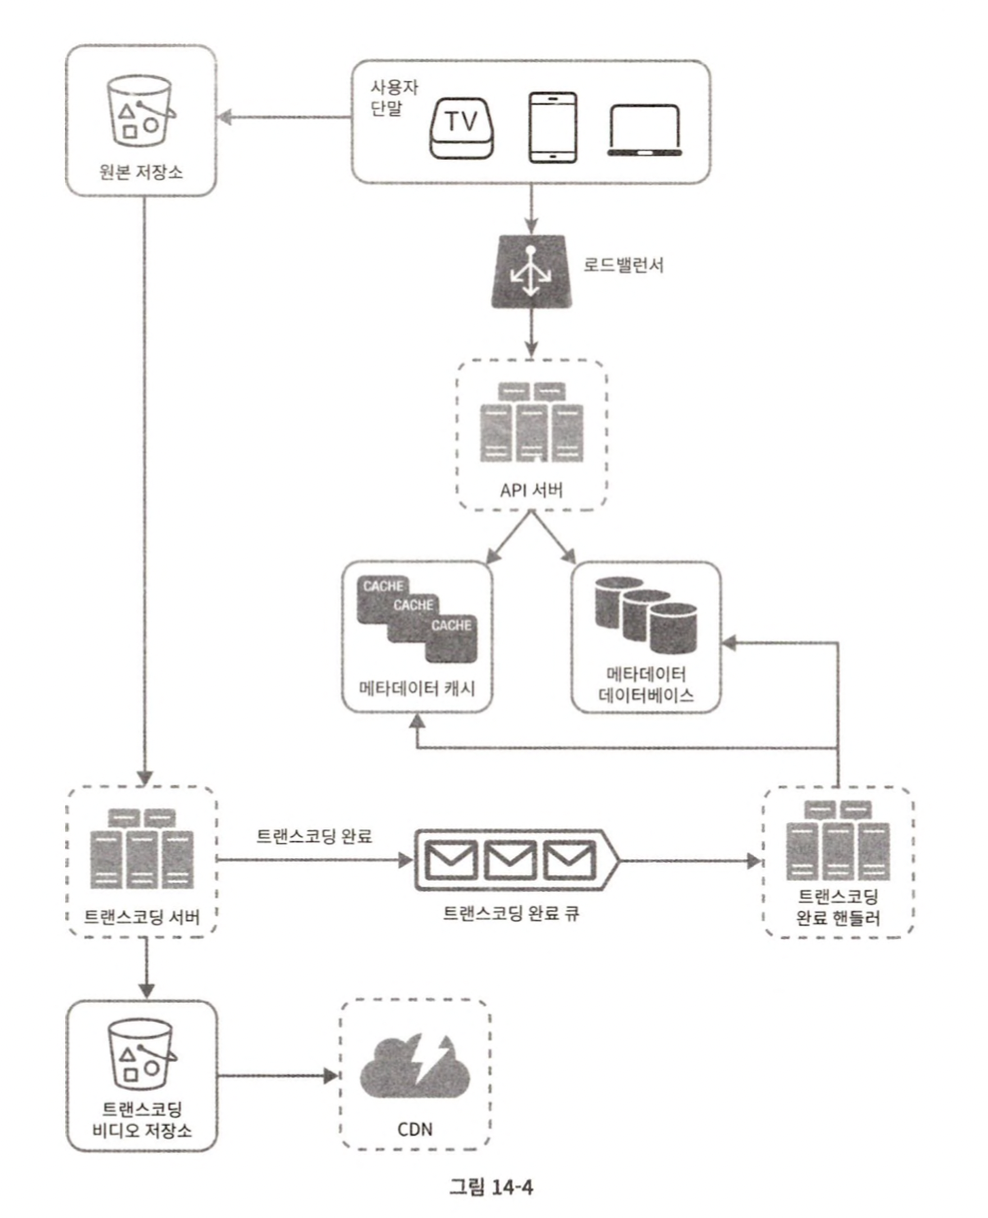 사용자
단말
TV
원본 저장소
로드밸런서
API 서버
CACHE
CACHE
CACHE
메타데이터 캐시
메타데이터
데이터베이스
트랜스코딩 서버
트랜스코딩 완료
트랜스코딩 완료 큐
트랜스코딩
완료 핸들러
트랜스코딩
비디오 저장소
CDN
그림 14-4